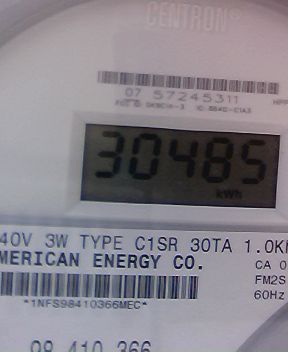 CENTRON®
07 57245311
30485
kWh
40V 3W TYPE C1SR 30TA 1.0K
MERICAN ENERGY CO.
CA 0
FM2S
60Hz
*1NFS98410366MEC*
98 410 366